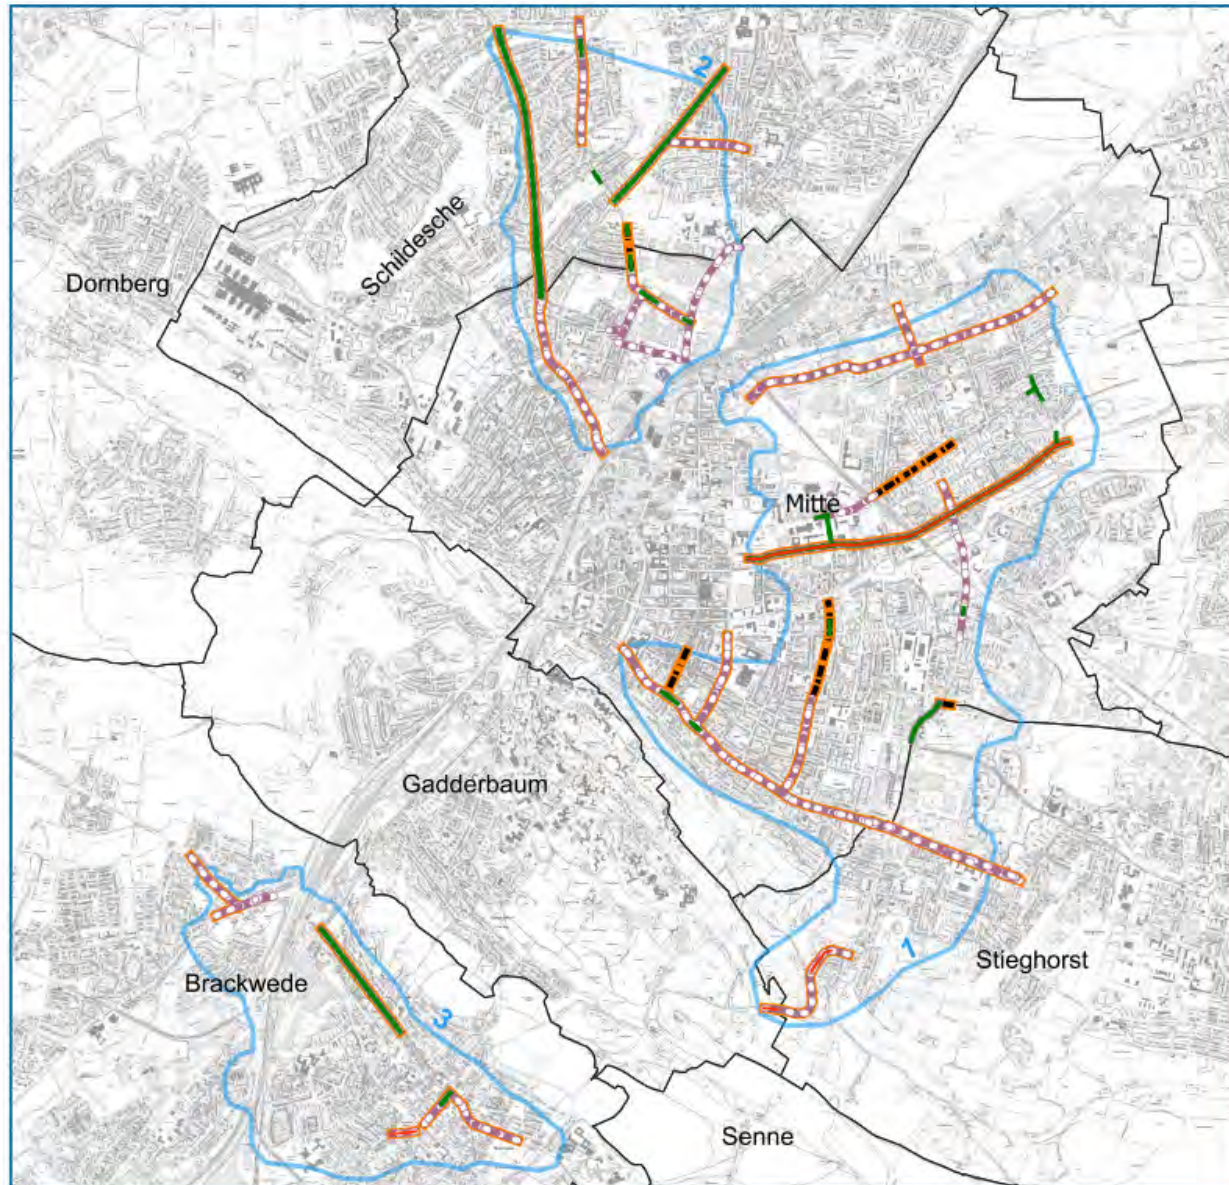 2
Schildesche
Dornberg
Mitte
Gadderbaum
1
Stieghorst
Brackwede
3
Senne